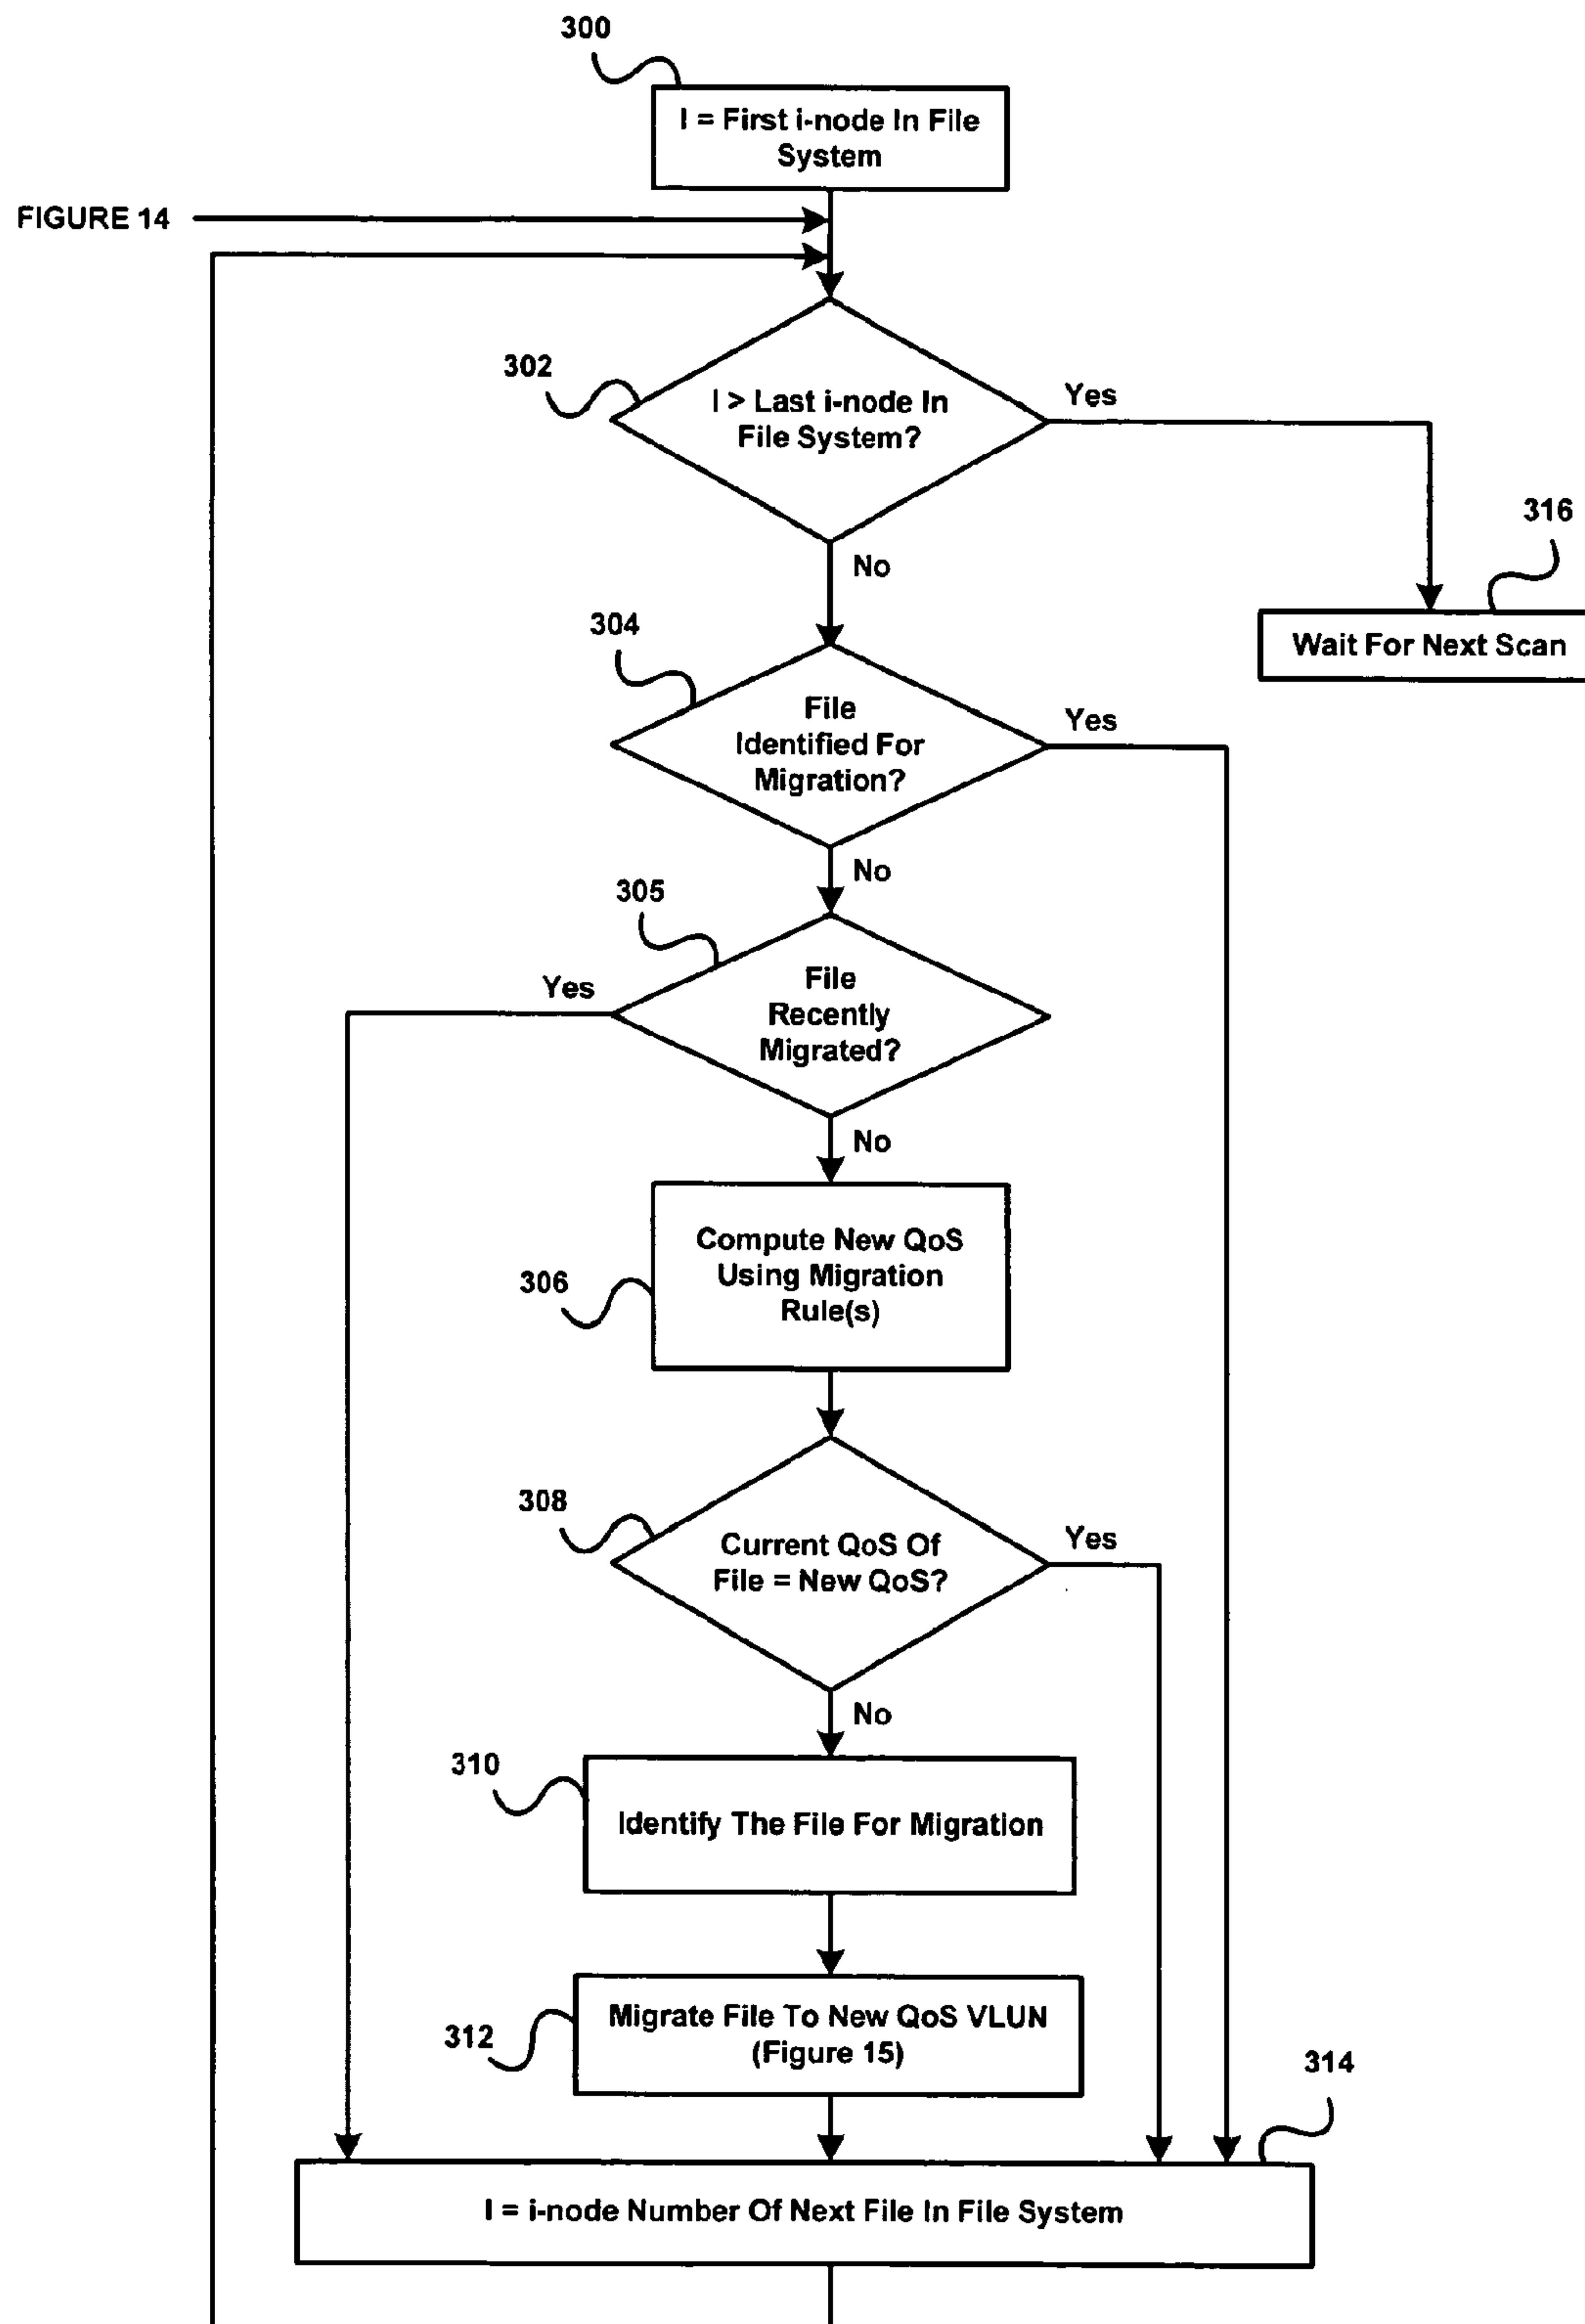 300
I = First i-node In File
System
FIGURE 14
302
I > Last i-node In
File System?
Yes
316
No
Wait For Next Scan
304
File
Identified For
Migration?
Yes
No
305
File
Recently
Migrated?
Yes
No
Compute New QoS
Using Migration
Rule(s)
306
308
Current QoS Of
File = New QoS?
Yes
No
310
Identify The File For Migration
Migrate File To New QoS VLUN
(Figure 15)
312
314
I = i-node Number Of Next File In File System